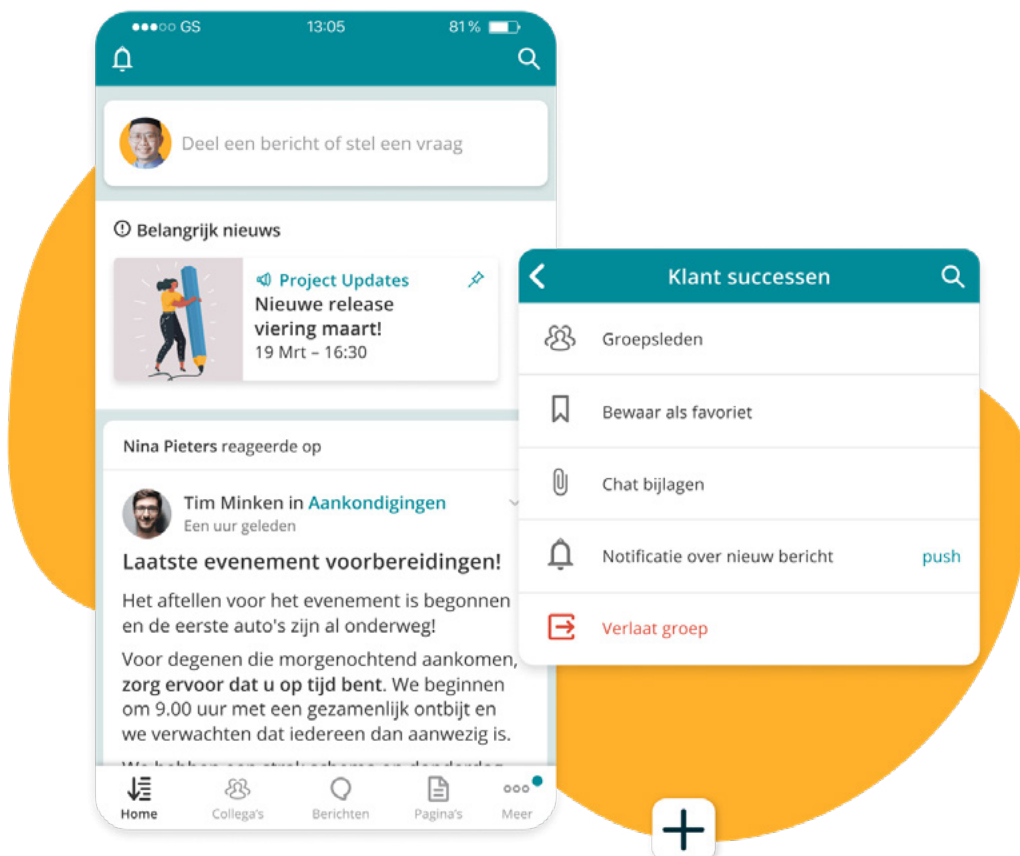 GS 13:05 81 %
Deel een bericht of stel een vraag
Belangrijk nieuws
Project Updates
Nieuwe release
viering maart!
19 Mrt – 16:30
Nina Pieters reageerde op
Tim Minken in Aankondigingen
Een uur geleden
Laatste evenement voorbereidingen!
Het aftellen voor het evenement is begonnen
en de eerste auto's zijn al onderweg!
Voor degenen die morgenochtend aankomen,
zorg ervoor dat u op tijd bent. We beginnen
om 9.00 uur met een gezamenlijk ontbijt en
we verwachten dat iedereen dan aanwezig is.
Home Collega's Berichten Pagina's Meer
Klant successen
Groepsleden
Bewaar als favoriet
Chat bijlagen
Notificatie over nieuw bericht push
Verlaat groep